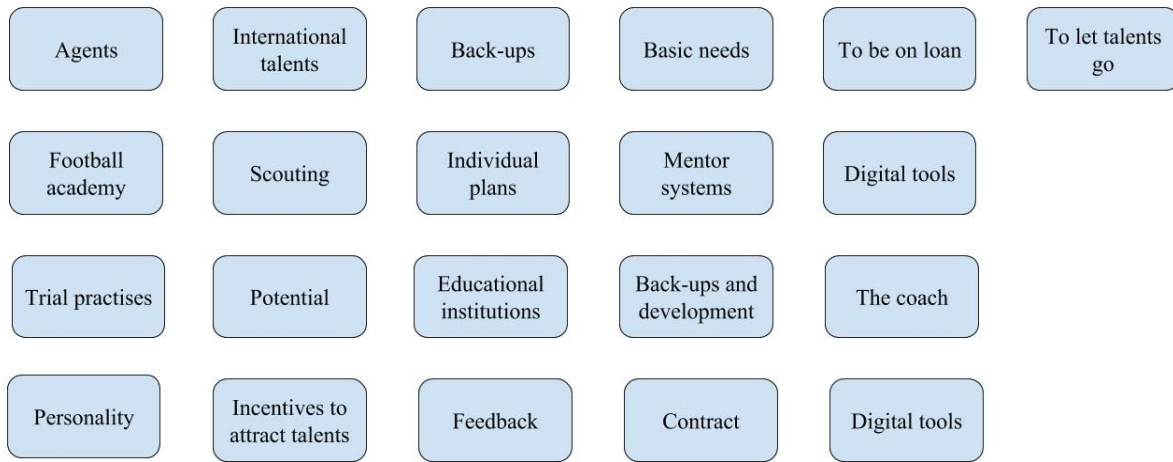 Agents
International
talents
Back-ups
Basic needs
To be on loan
To let talents
go
Football
academy
Scouting
Individual
plans
Mentor
systems
Digital tools
Trial practises
Potential
Educational
institutions
Back-ups and
development
The coach
Personality
Incentives to
attract talents
Feedback
Contract
Digital tools